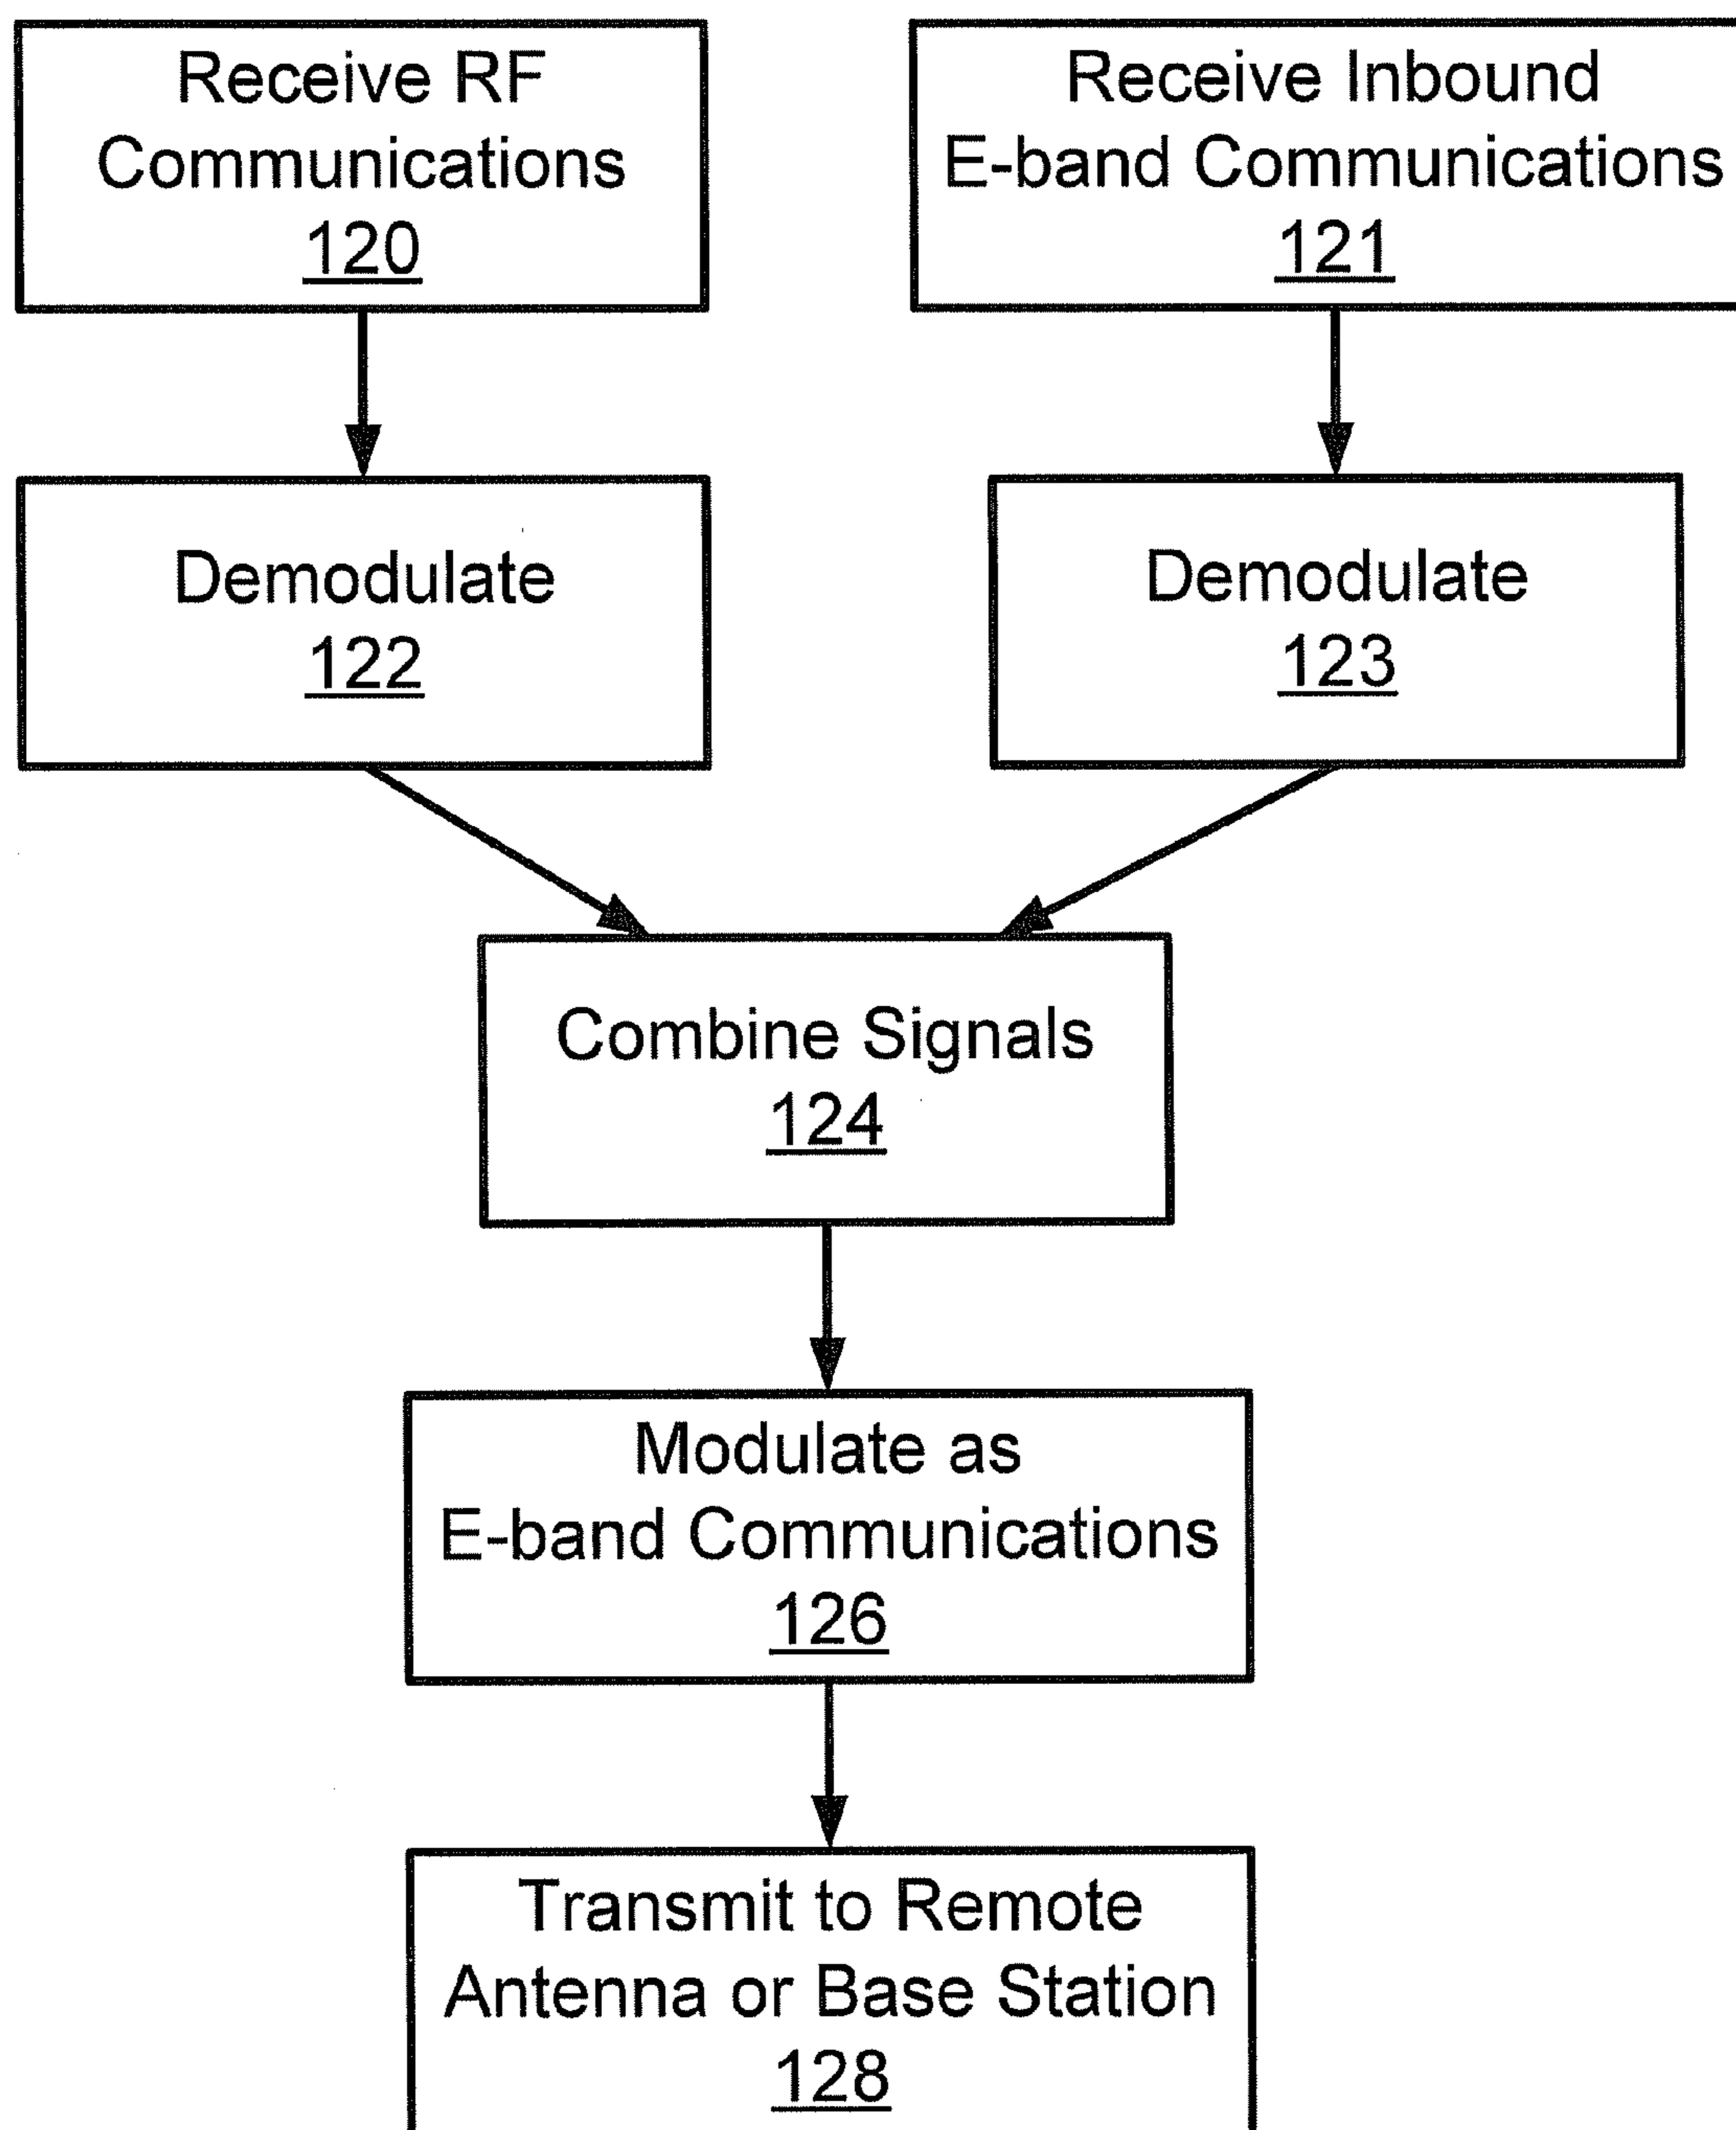 Receive RF
Communications
120
Receive Inbound
E-band Communications
121
Demodulate
122
Demodulate
123
Combine Signals
124
Modulate as
E-band Communications
126
Transmit to Remote
Antenna or Base Station
128